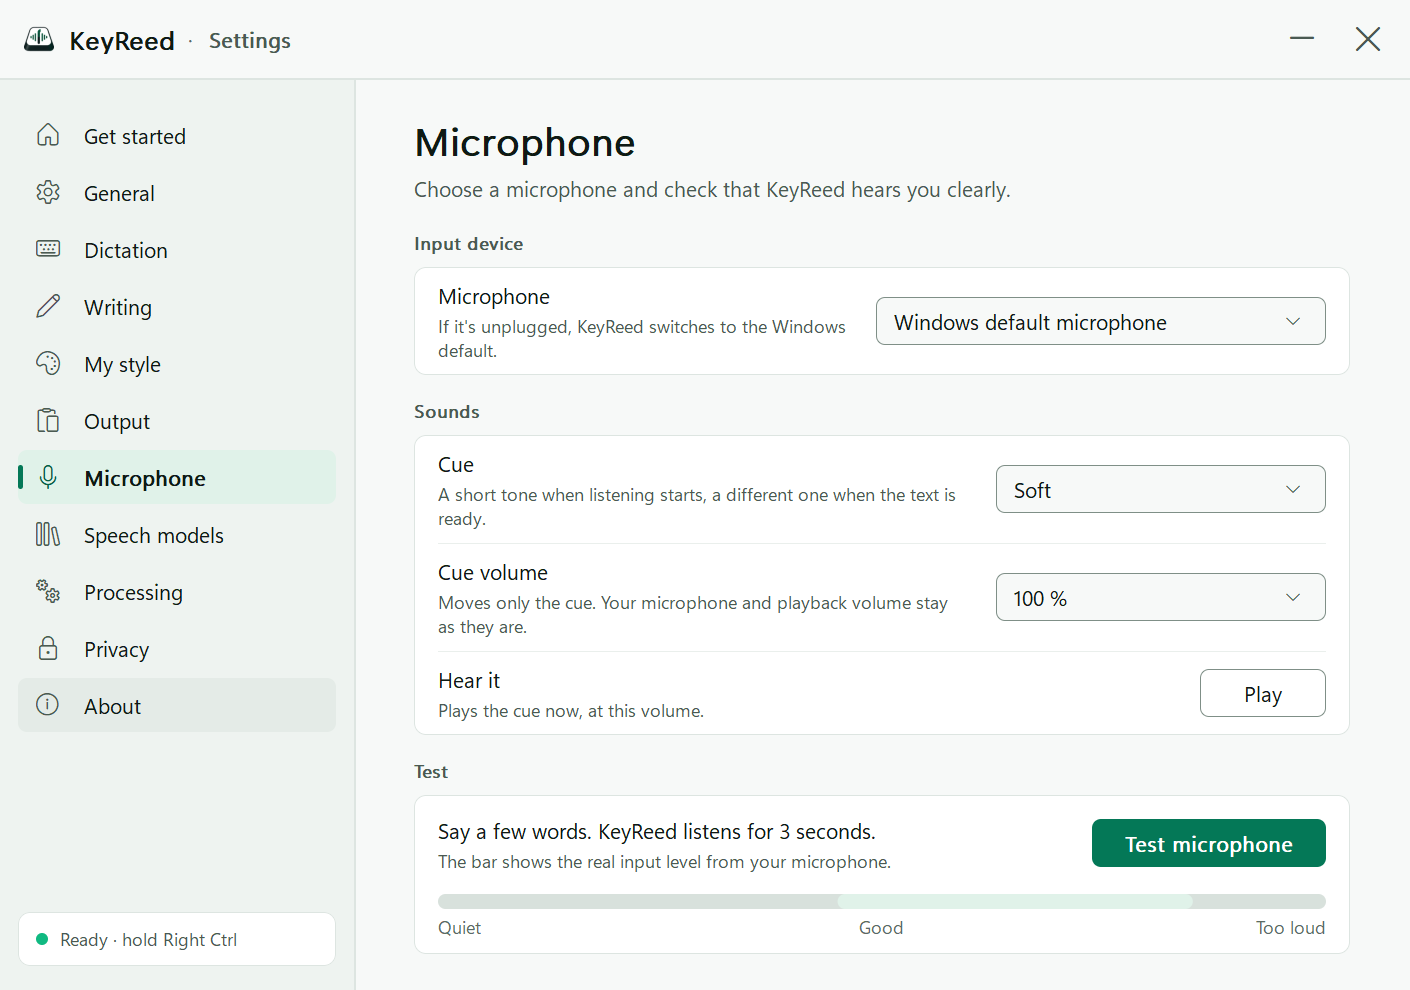 KeyReed · Settings
Get started
General
Dictation
Writing
My style
Output
Microphone
Speech models
Processing
Privacy
About
Ready · hold Right Ctrl
Microphone
Choose a microphone and check that KeyReed hears you clearly.
Input device
Microphone
If it's unplugged, KeyReed switches to the Windows
default.
Windows default microphone
Sounds
Cue
A short tone when listening starts, a different one when the text is
ready.
Soft
Cue volume
Moves only the cue. Your microphone and playback volume stay
as they are.
100 %
Hear it
Plays the cue now, at this volume.
Play
Test
Say a few words. KeyReed listens for 3 seconds.
The bar shows the real input level from your microphone.
Test microphone
Quiet
Good
Too loud